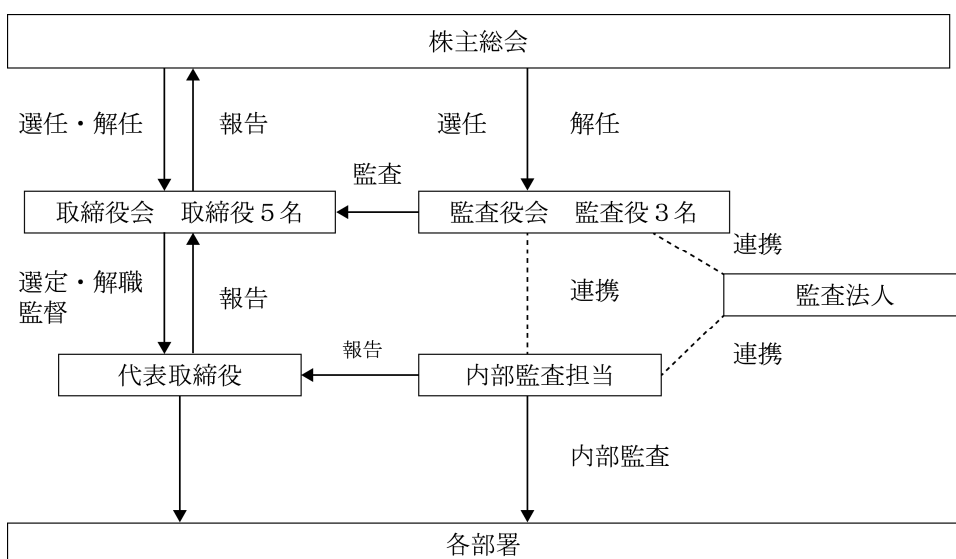 株主総会
選任・解任
報告
選任
解任
監査
取締役会　取締役５名
監査役会　監査役３名
連携
選定・解職
監督
報告
連携
監査法人
報告
連携
代表取締役
内部監査担当
内部監査
各部署